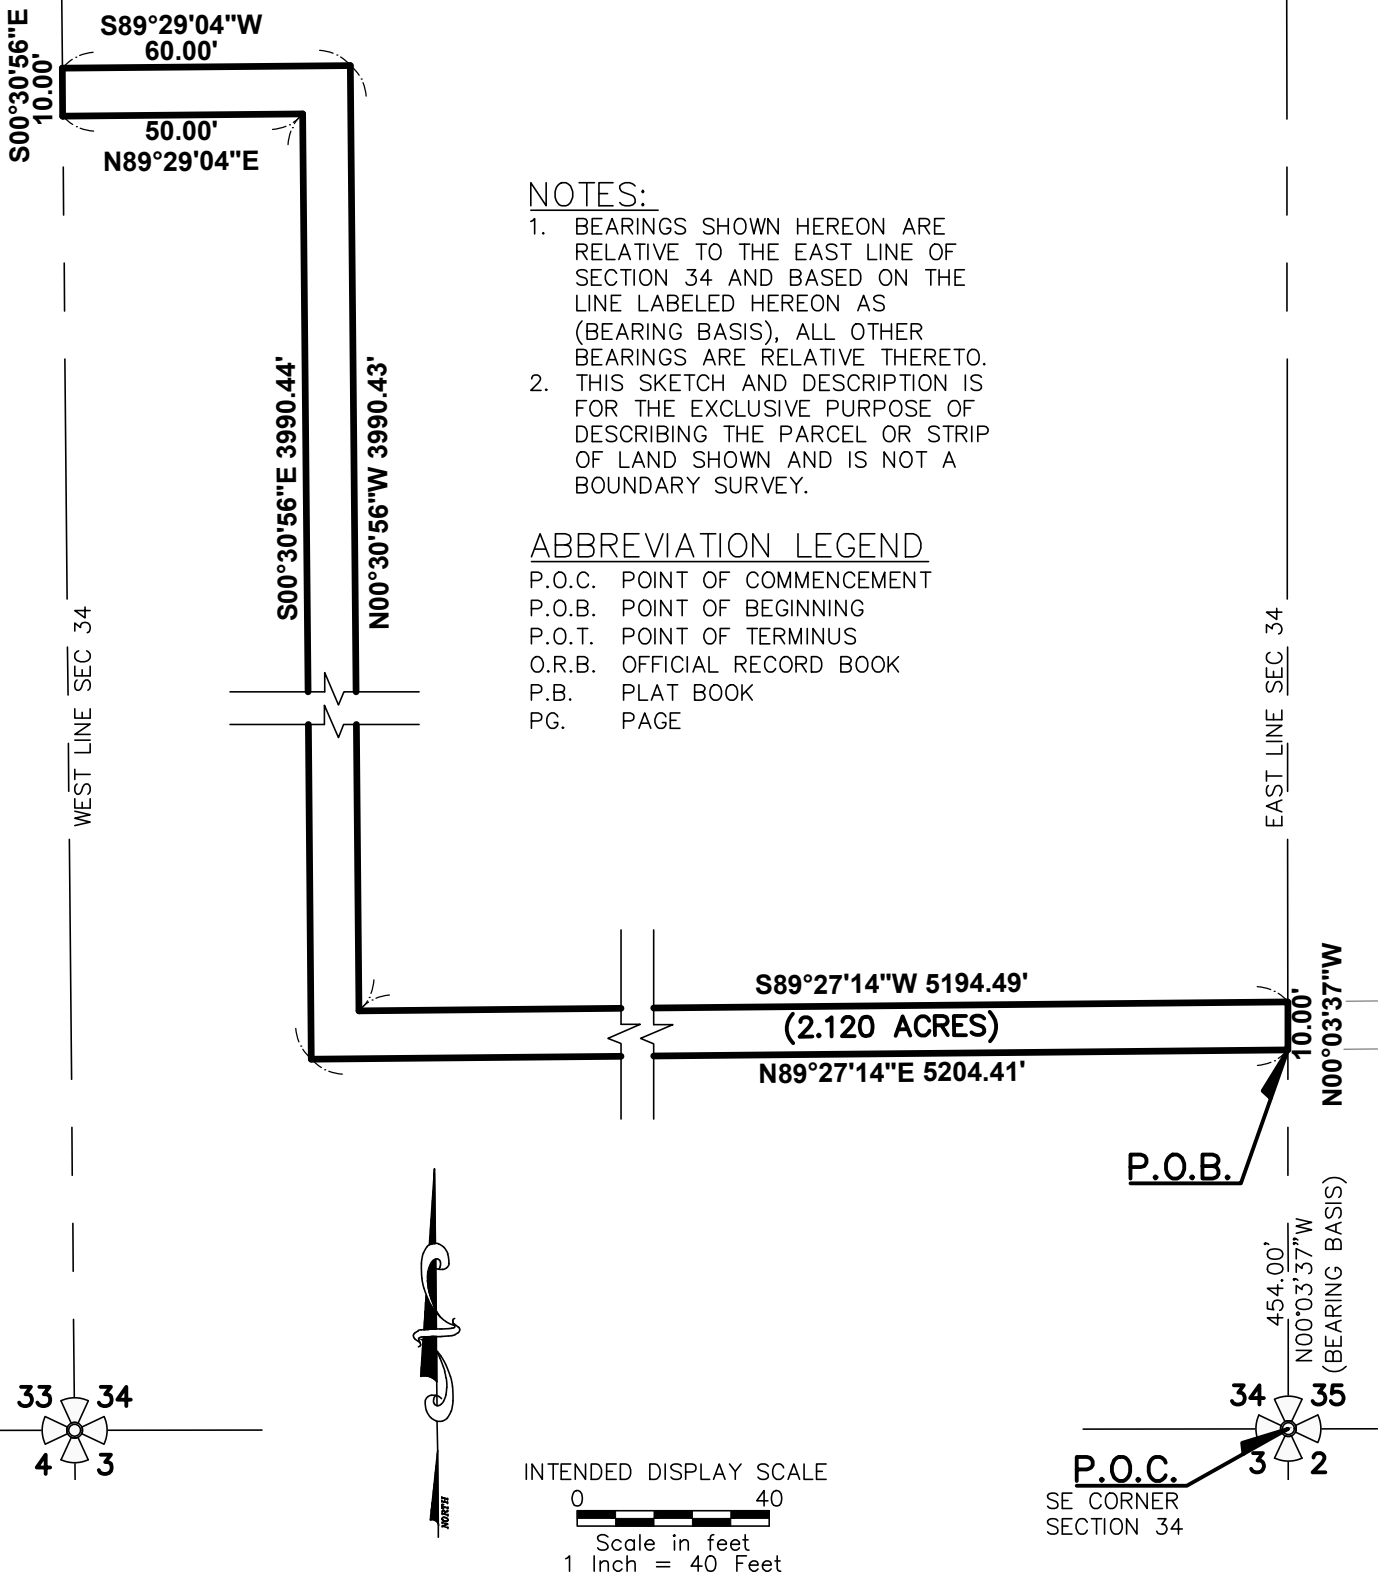 S89°29'04"W
60.00'
S00°30'56"E
10.00'
50.00'
N89°29'04"E
NOTES:
1. BEARINGS SHOWN HEREON ARE
RELATIVE TO THE EAST LINE OF
SECTION 34 AND BASED ON THE
LINE LABELED HEREON AS
(BEARING BASIS), ALL OTHER
BEARINGS ARE RELATIVE THERETO.
2. THIS SKETCH AND DESCRIPTION IS
FOR THE EXCLUSIVE PURPOSE OF
DESCRIBING THE PARCEL OR STRIP
OF LAND SHOWN AND IS NOT A
BOUNDARY SURVEY.
S00°30'56"E 3990.44'
N00°30'56"W 3990.43'
ABBREVIATION LEGEND
P.O.C. POINT OF COMMENCEMENT
P.O.B. POINT OF BEGINNING
P.O.T. POINT OF TERMINUS
O.R.B. OFFICIAL RECORD BOOK
P.B. PLAT BOOK
PG. PAGE
WEST LINE SEC 34
EAST LINE SEC 34
S89°27'14"W 5194.49'
(2.120 ACRES)
N89°27'14"E 5204.41'
10.00'
N00°03'37"W
P.O.B.
454.00'
N00°03'37"W
(BEARING BASIS)
33 34
4 3
NORTH
34 35
3 2
P.O.C.
SE CORNER
SECTION 34
INTENDED DISPLAY SCALE
0 40
Scale in feet
1 Inch = 40 Feet